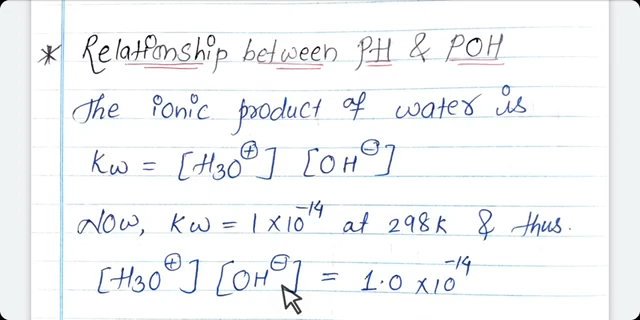 * Relationship between PH & POH
The ionic product of water is
Kw = [H3O⊕] [OH⊖]
Now, Kw = 1 × 10⁻¹⁴ at 298K & thus.
[H3O⊕] [OH⊖] = 1.0 × 10⁻¹⁴